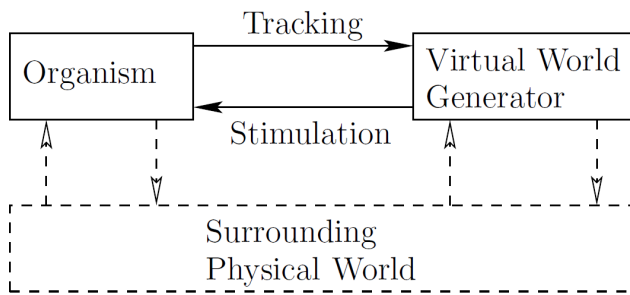 Tracking
Organism
Virtual World
Generator
Stimulation
Surrounding
Physical World